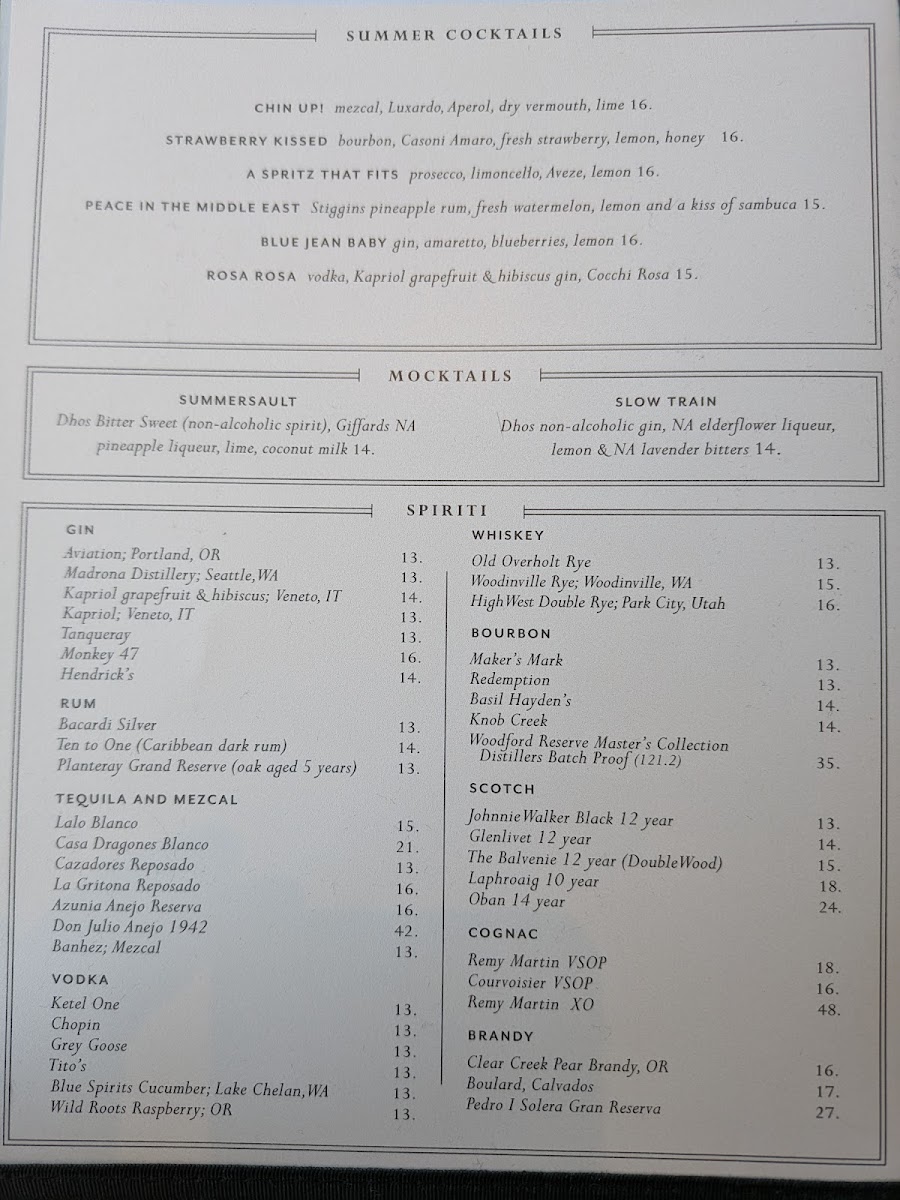 SUMMER COCKTAILS
CHIN UP! mezcal, Luxardo, Aperol, dry vermouth, lime 16.
STRAWBERRY KISSED bourbon, Casoni Amaro, fresh strawberry, lemon, honey 16.
A SPRITZ THAT FITS prosecco, limoncello, Aveze, lemon 16.
PEACE IN THE MIDDLE EAST Stiggins pineapple rum, fresh watermelon, lemon and a kiss of sambuca 15.
BLUE JEAN BABY gin, amaretto, blueberries, lemon 16.
ROSA ROSA vodka, Kapriol grapefruit & hibiscus gin, Cocchi Rosa 15.
MOCKTAILS
SUMMERSAULT
Dhos Bitter Sweet (non-alcoholic spirit), Giffards NA
pineapple liqueur, lime, coconut milk 14.
SLOW TRAIN
Dhos non-alcoholic gin, NA elderflower liqueur,
lemon & NA lavender bitters 14.
SPIRITI
GIN
Aviation; Portland, OR 13.
Madrona Distillery; Seattle, WA 13.
Kapriol grapefruit & hibiscus; Veneto, IT 14.
Kapriol; Veneto, IT 13.
Tanqueray 13.
Monkey 47 16.
Hendrick's 14.
RUM
Bacardi Silver 13.
Ten to One (Caribbean dark rum) 14.
Planteray Grand Reserve (oak aged 5 years) 13.
TEQUILA AND MEZCAL
Lalo Blanco 15.
Casa Dragones Blanco 21.
Cazadores Reposado 13.
La Gritona Reposado 16.
Azunia Anejo Reserva 16.
Don Julio Anejo 1942 42.
Banhez; Mezcal 13.
VODKA
Ketel One 13.
Chopin 13.
Grey Goose 13.
Tito's 13.
Blue Spirits Cucumber; Lake Chelan, WA 13.
Wild Roots Raspberry; OR 13.
WHISKEY
Old Overholt Rye 13.
Woodinville Rye; Woodinville, WA 15.
High West Double Rye; Park City, Utah 16.
BOURBON
Maker's Mark 13.
Redemption 13.
Basil Hayden's 14.
Knob Creek 14.
Woodford Reserve Master's Collection
Distillers Batch Proof (121.2) 35.
SCOTCH
Johnnie Walker Black 12 year 13.
Glenlivet 12 year 14.
The Balvenie 12 year (DoubleWood) 15.
Laphroaig 10 year 18.
Oban 14 year 24.
COGNAC
Remy Martin VSOP 18.
Courvoisier VSOP 16.
Remy Martin XO 48.
BRANDY
Clear Creek Pear Brandy, OR 16.
Boulard, Calvados 17.
Pedro I Solera Gran Reserva 27.